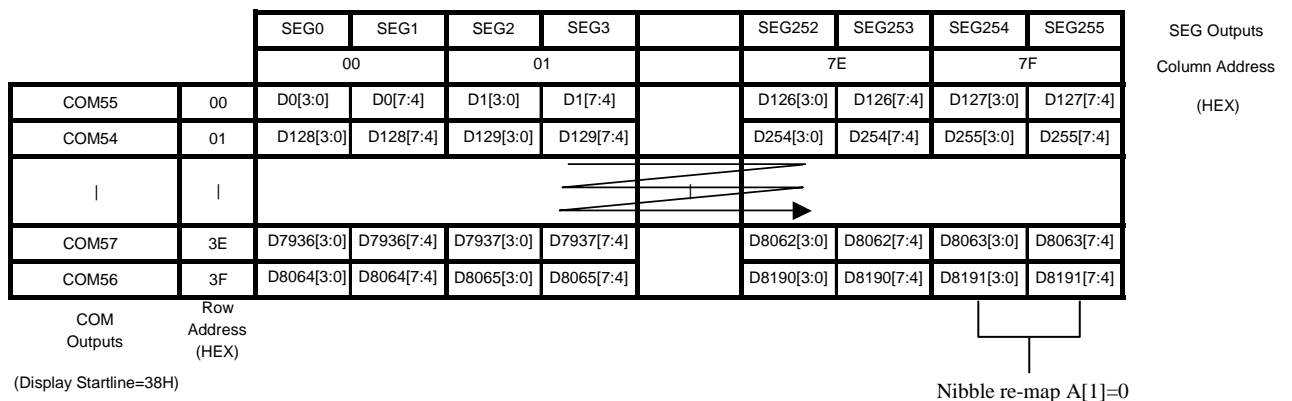 SEG0 SEG1 SEG2 SEG3 SEG252 SEG253 SEG254 SEG255 SEG Outputs
00 01 7E 7F Column Address
COM55 00 D0[3:0] D0[7:4] D1[3:0] D1[7:4] D126[3:0] D126[7:4] D127[3:0] D127[7:4] (HEX)
COM54 01 D128[3:0] D128[7:4] D129[3:0] D129[7:4] D254[3:0] D254[7:4] D255[3:0] D255[7:4]
| | |
COM57 3E D7936[3:0] D7936[7:4] D7937[3:0] D7937[7:4] D8062[3:0] D8062[7:4] D8063[3:0] D8063[7:4]
COM56 3F D8064[3:0] D8064[7:4] D8065[3:0] D8065[7:4] D8190[3:0] D8190[7:4] D8191[3:0] D8191[7:4]
COM
Outputs
Row
Address
(HEX)
(Display Startline=38H)
Nibble re-map A[1]=0